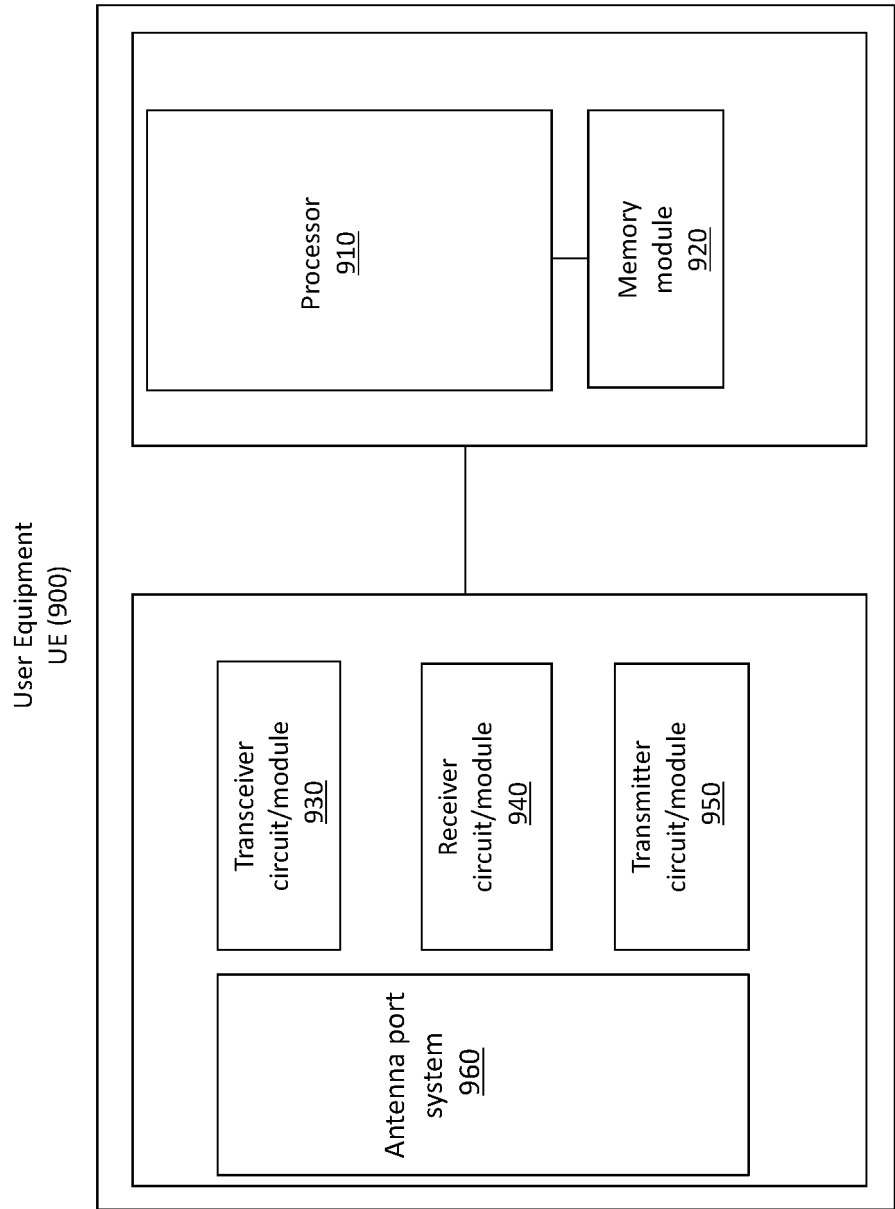 User Equipment
UE (900)
Antenna port
system
960
Transceiver
circuit/module
930
Receiver
circuit/module
940
Transmitter
circuit/module
950
Processor
910
Memory
module
920